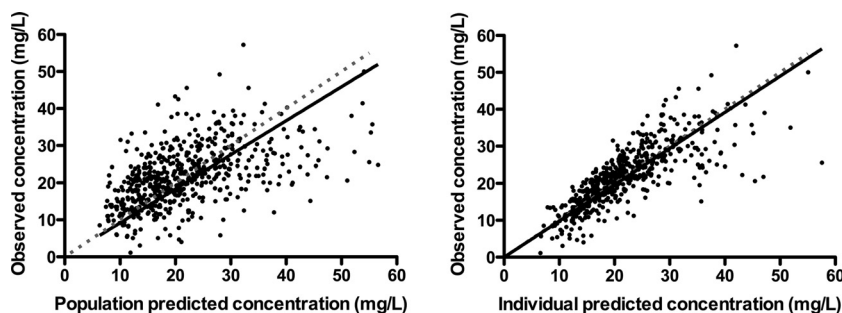 Observed concentration (mg/L)
60
50
40
30
20
10
0
0 10 20 30 40 50 60
Population predicted concentration (mg/L)
Observed concentration (mg/L)
60
50
40
30
20
10
0
0 10 20 30 40 50 60
Individual predicted concentration (mg/L)